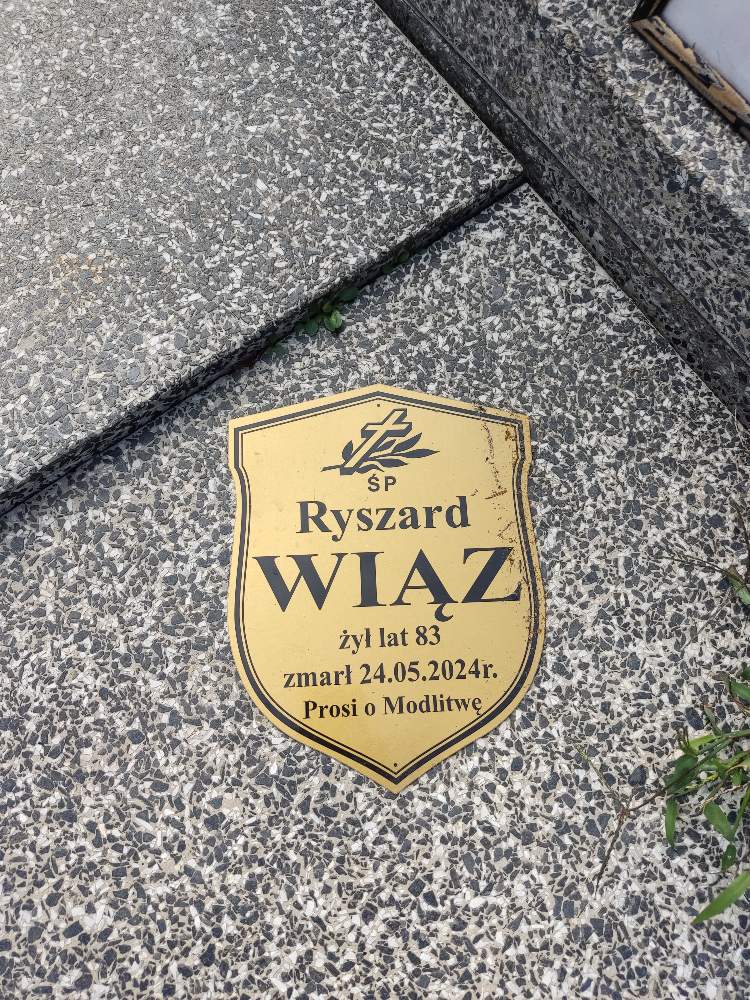 ŚP
Ryszard
WIĄZ
żył lat 83
zmarł 24.05.2024r.
Prosi o Modlitwę